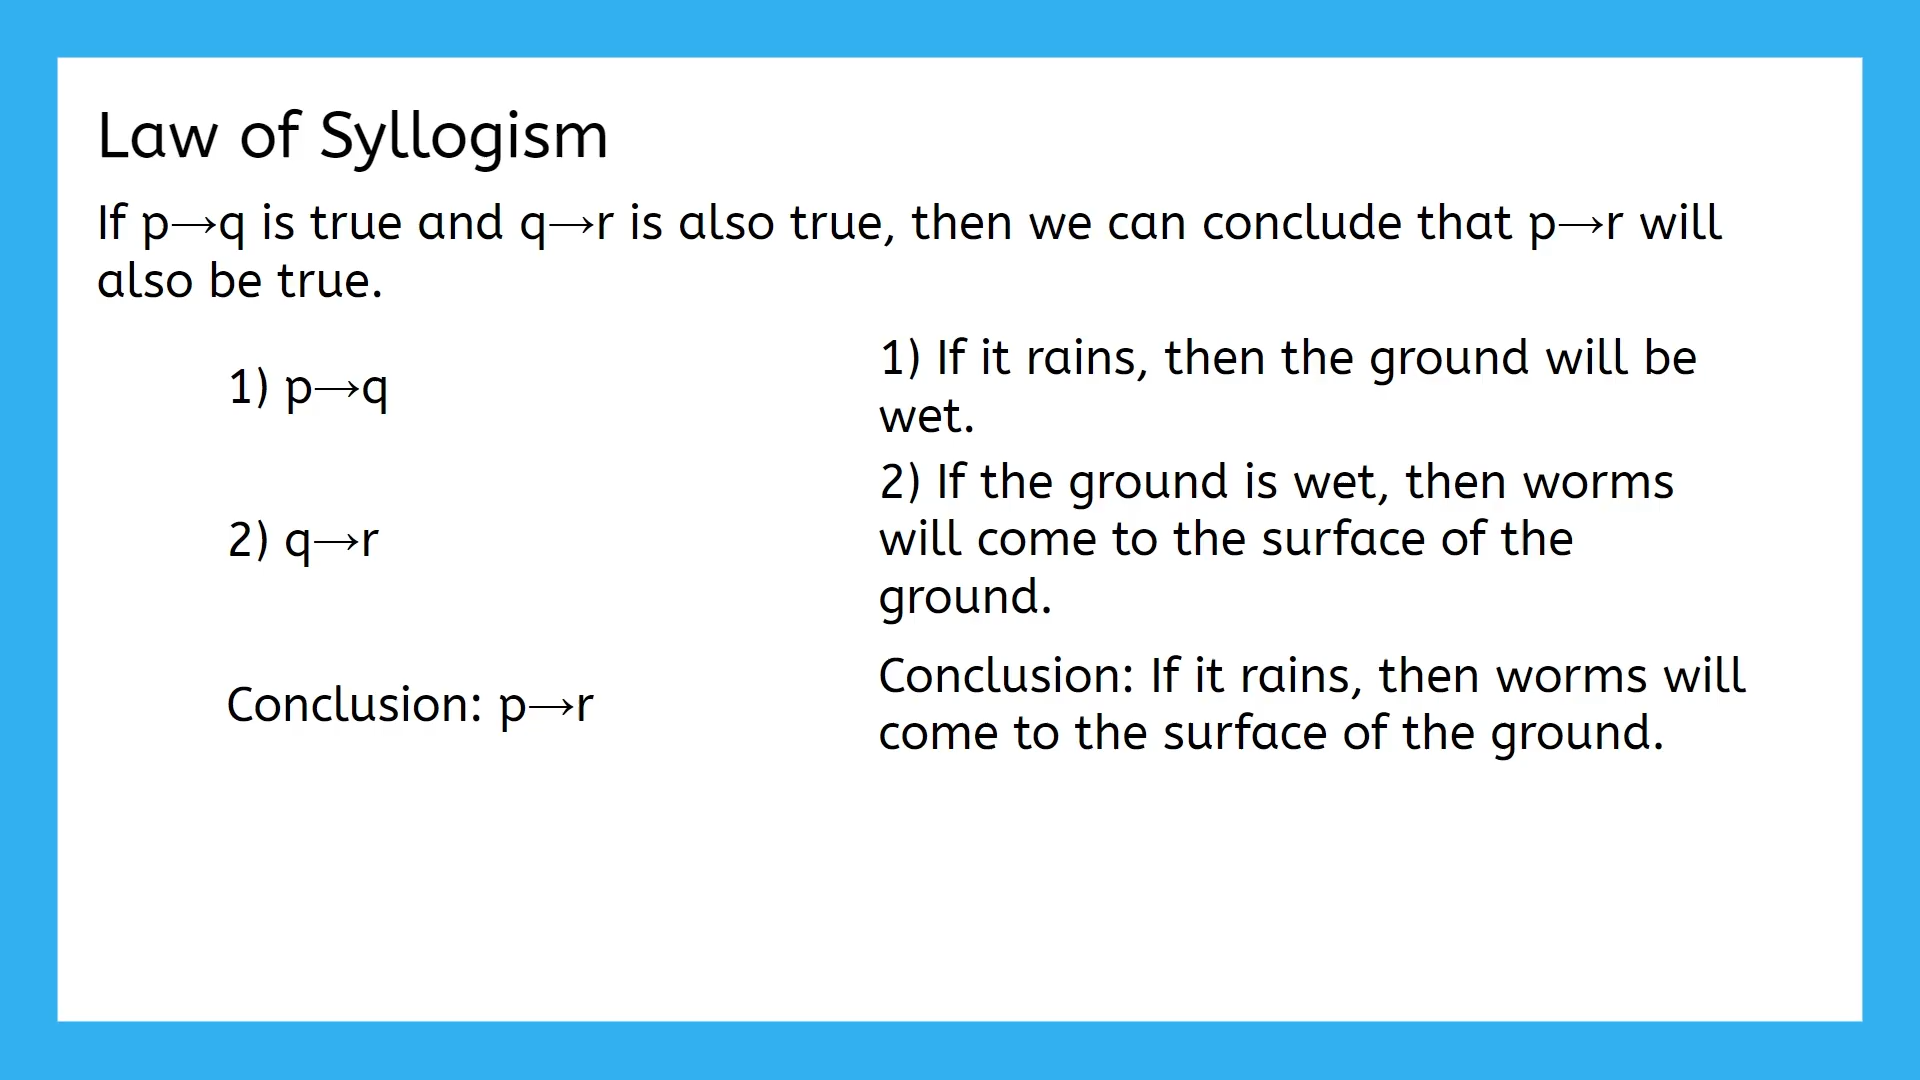 Law of Syllogism
If p→q is true and q→r is also true, then we can conclude that p→r will
also be true.
1) p→q
1) If it rains, then the ground will be
wet.
2) q→r
2) If the ground is wet, then worms
will come to the surface of the
ground.
Conclusion: p→r
Conclusion: If it rains, then worms will
come to the surface of the ground.